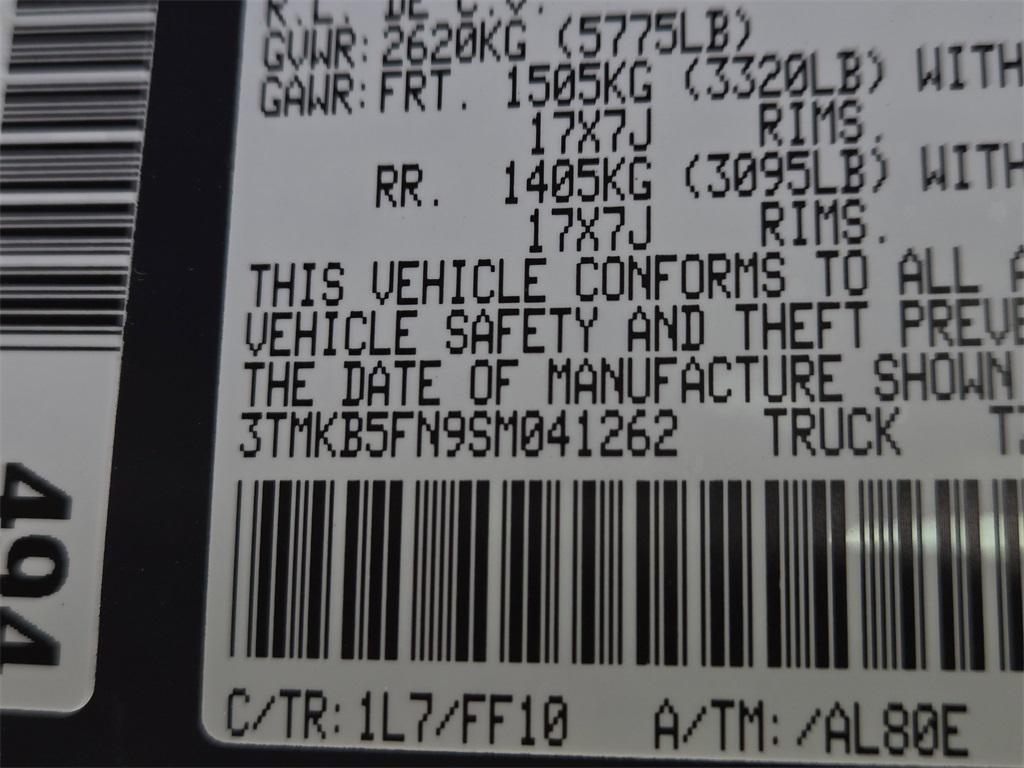 R.L. DE C.V.
GVWR: 2620KG (5775LB)
GAWR: FRT. 1505KG (3320LB) WITH
17X7J RIMS.
RR. 1405KG (3095LB) WITH
17X7J RIMS.
THIS VEHICLE CONFORMS TO ALL A
VEHICLE SAFETY AND THEFT PREVE
THE DATE OF MANUFACTURE SHOWN
3TMKB5FN9SM041262 TRUCK T
C/TR: 1L7/FF10 A/TM: /AL80E
494